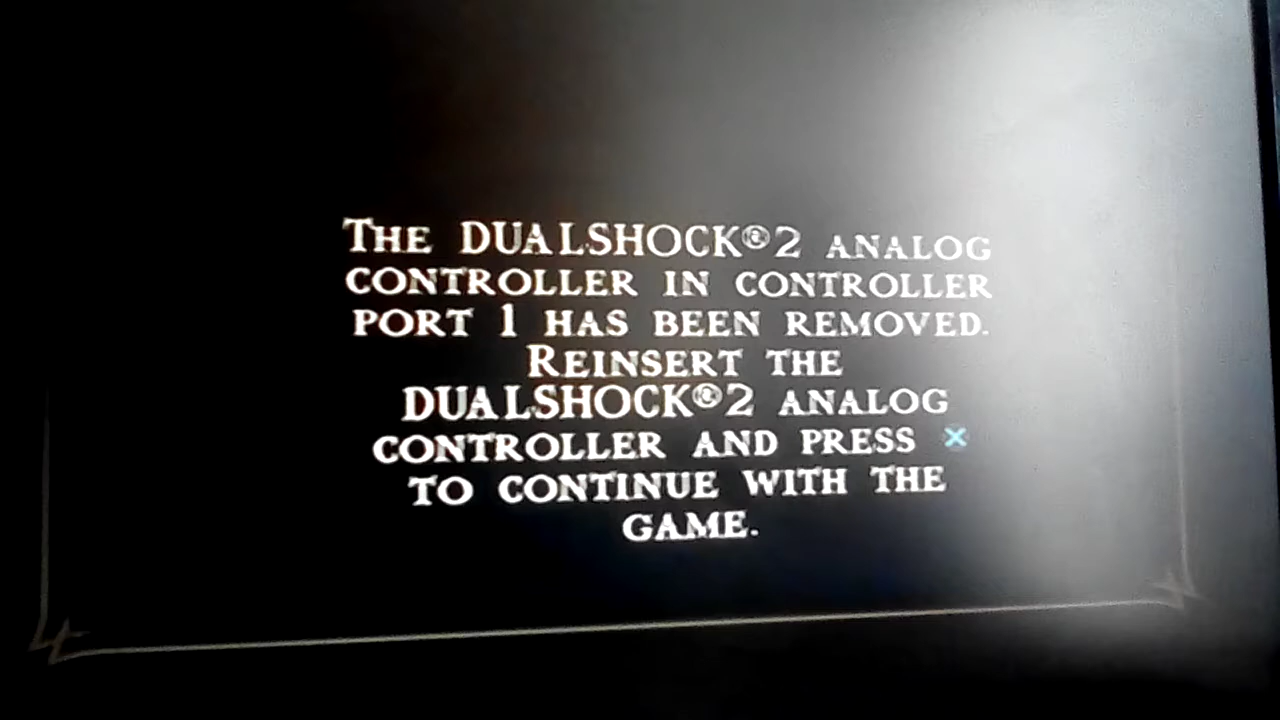 THE DUALSHOCK®2 ANALOG
CONTROLLER IN CONTROLLER
PORT 1 HAS BEEN REMOVED.
REINSERT THE
DUALSHOCK®2 ANALOG
CONTROLLER AND PRESS ✕
TO CONTINUE WITH THE
GAME.